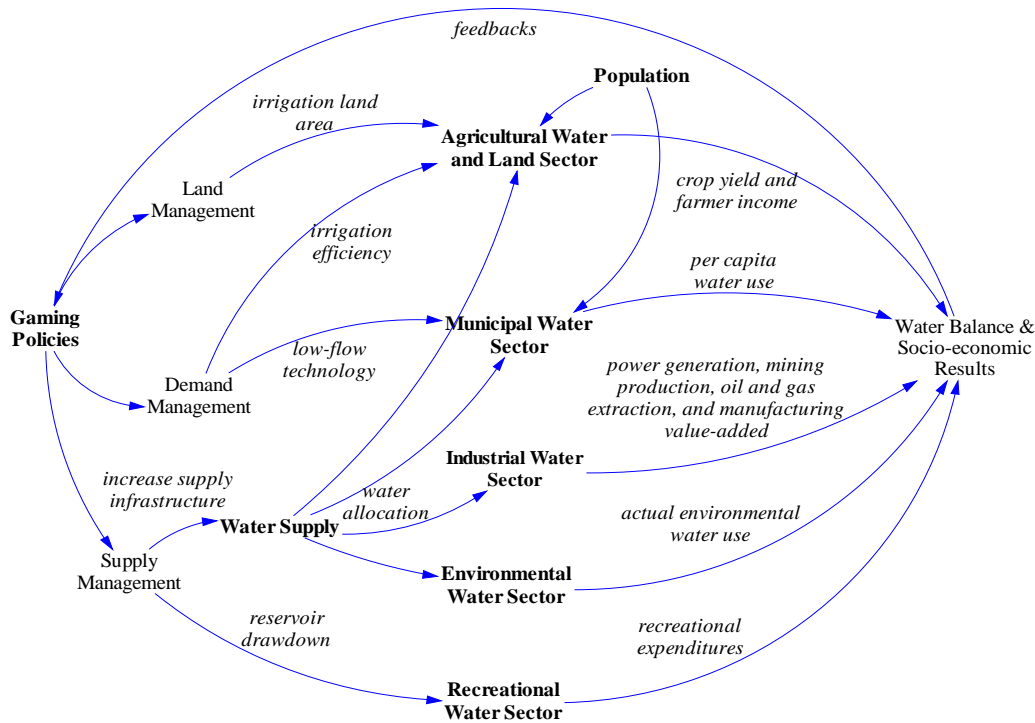 feedbacks
Population
irrigation land
area
Agricultural Water
and Land Sector
Land
Management
crop yield and
farmer income
irrigation
efficiency
per capita
water use
Gaming
Policies
Municipal Water
Sector
Water Balance &
Socio-economic
Results
low-flow
technology
power generation, mining
production, oil and gas
extraction, and manufacturing
value-added
Demand
Management
Industrial Water
Sector
increase supply
infrastructure
water
allocation
Water Supply
actual environmental
water use
Supply
Management
Environmental
Water Sector
reservoir
drawdown
recreational
expenditures
Recreational
Water Sector